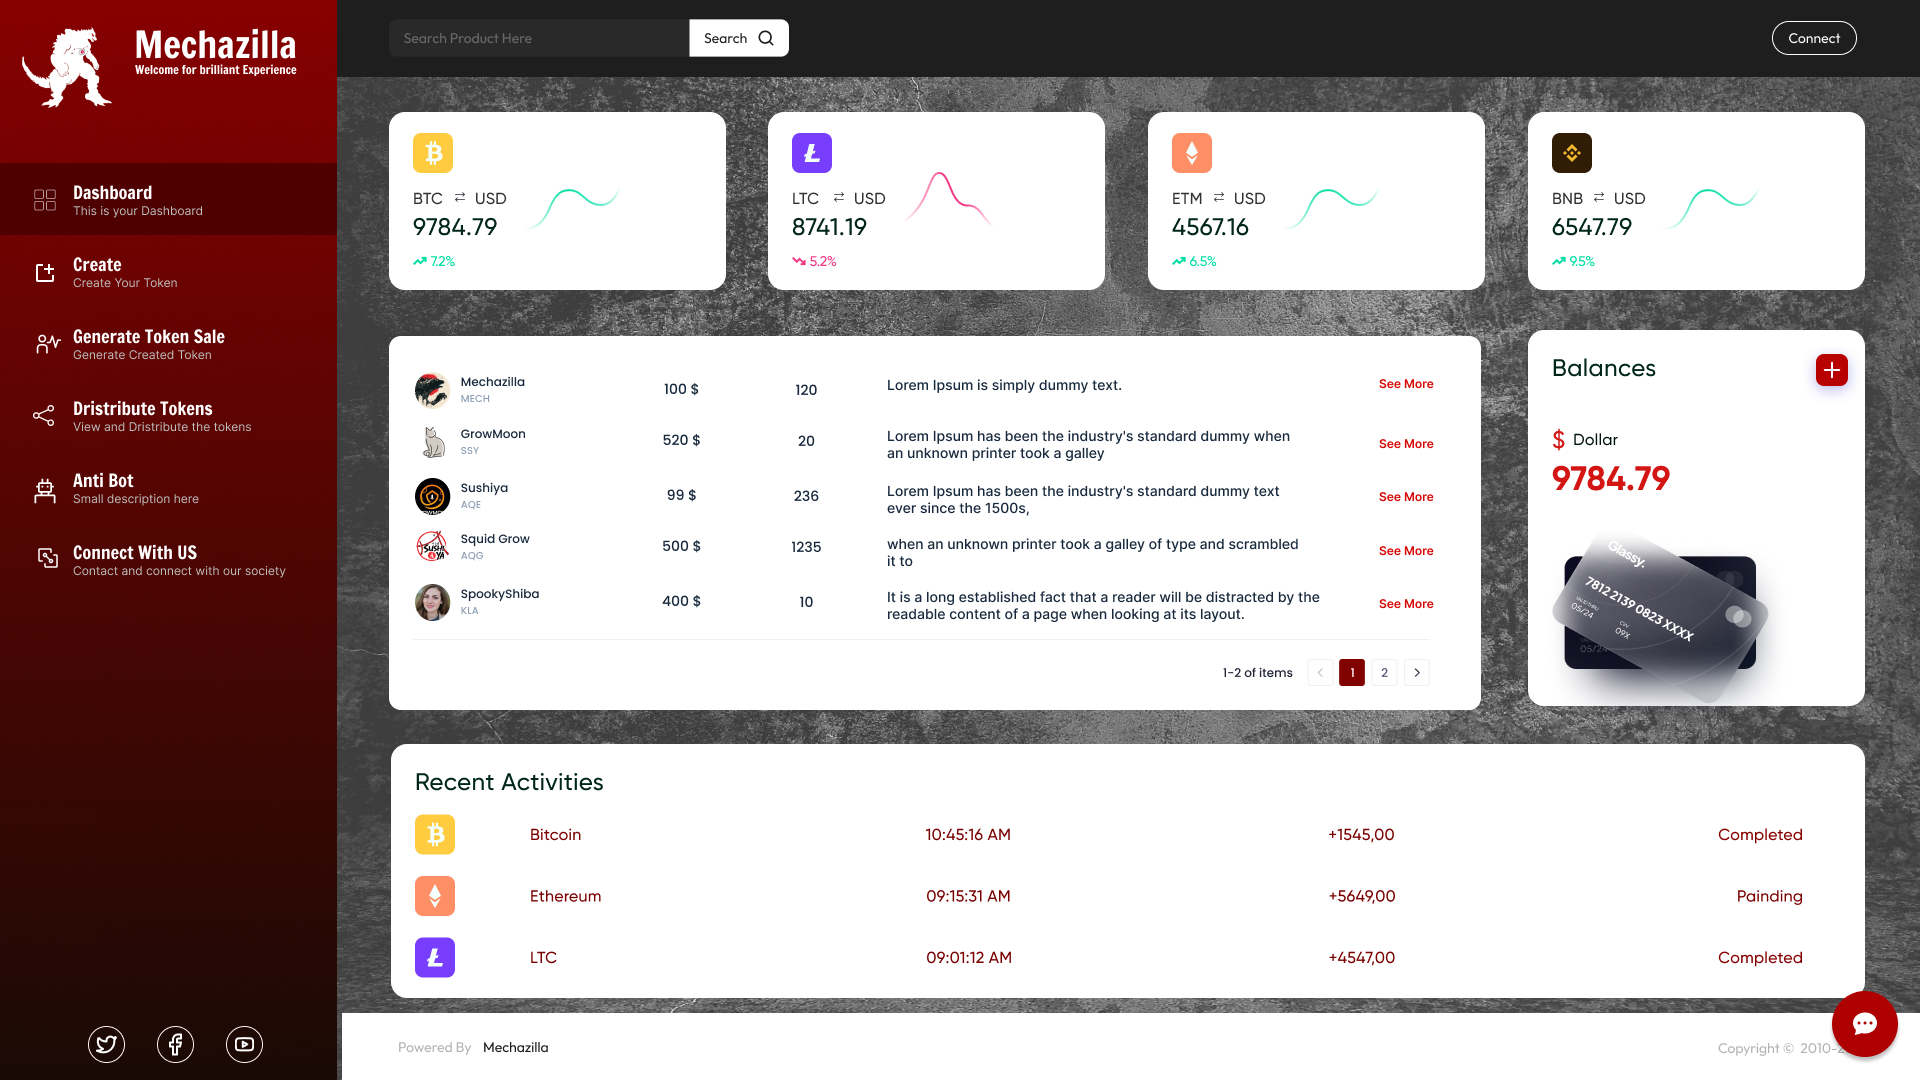 Mechazilla
Welcome for brilliant Experience
Search Product Here
Search
Connect
Dashboard
This is your Dashboard
Create
Create Your Token
Generate Token Sale
Generate Created Token
Dristribute Tokens
View and Distribute the tokens
Anti Bot
Small description here
Connect With US
Contact and connect with our society
BTC USD
9784.79
7.2%
LTC USD
8741.19
5.2%
ETM USD
4567.16
6.5%
BNB USD
6547.79
9.5%
Mechazilla
MECH
100 $
120
Lorem Ipsum is simply dummy text.
See More
GrowMoon
SSY
520 $
20
Lorem Ipsum has been the industry's standard dummy when
an unknown printer took a galley
See More
Sushiya
AQE
99 $
236
Lorem Ipsum has been the industry's standard dummy text
ever since the 1500s,
See More
Squid Grow
AQG
500 $
1235
when an unknown printer took a galley of type and scrambled
it to
See More
SpookyShiba
KLA
400 $
10
It is a long established fact that a reader will be distracted by the
readable content of a page when looking at its layout.
See More
1-2 of items
1
2
Balances
$ Dollar
9784.79
Glassy.
7812 2139 0823 XXXX
VALID THRU
05/24
CVV
09X
05/24
Recent Activities
Bitcoin 10:45:16 AM +1545,00 Completed
Ethereum 09:15:31 AM +5649,00 Painding
LTC 09:01:12 AM +4547,00 Completed
Powered By Mechazilla
Copyright © 2010-2